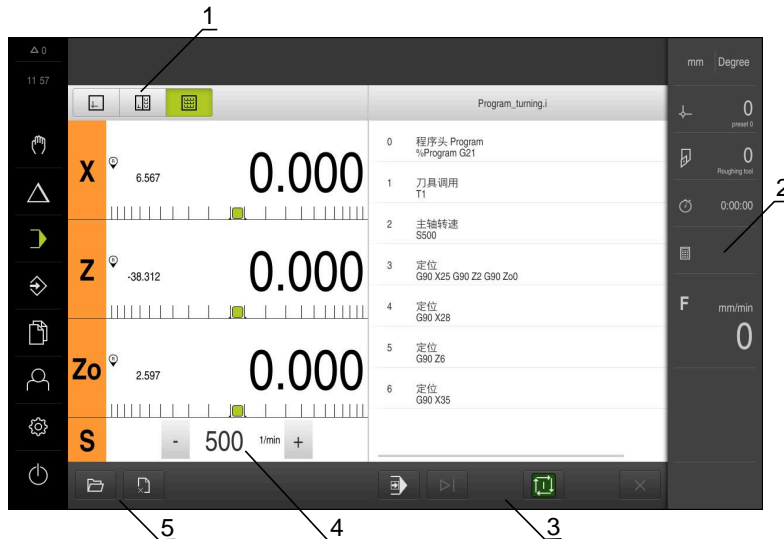 1
△ 0
11 57
mm Degree
Program_turning.i
0
preset 0
0
Roughing tool
2
0:00:00
F mm/min
0
X R 6.567 0.000
Z R -38.312 0.000
Zo R 2.597 0.000
S - 500 1/min +
0 程序头 Program
%Program G21
1 刀具调用
T1
2 主轴转速
S500
3 定位
G90 X25 G90 Z2 G90 Zo0
4 定位
G90 X28
5 定位
G90 Z6
6 定位
G90 X35
5
4
3